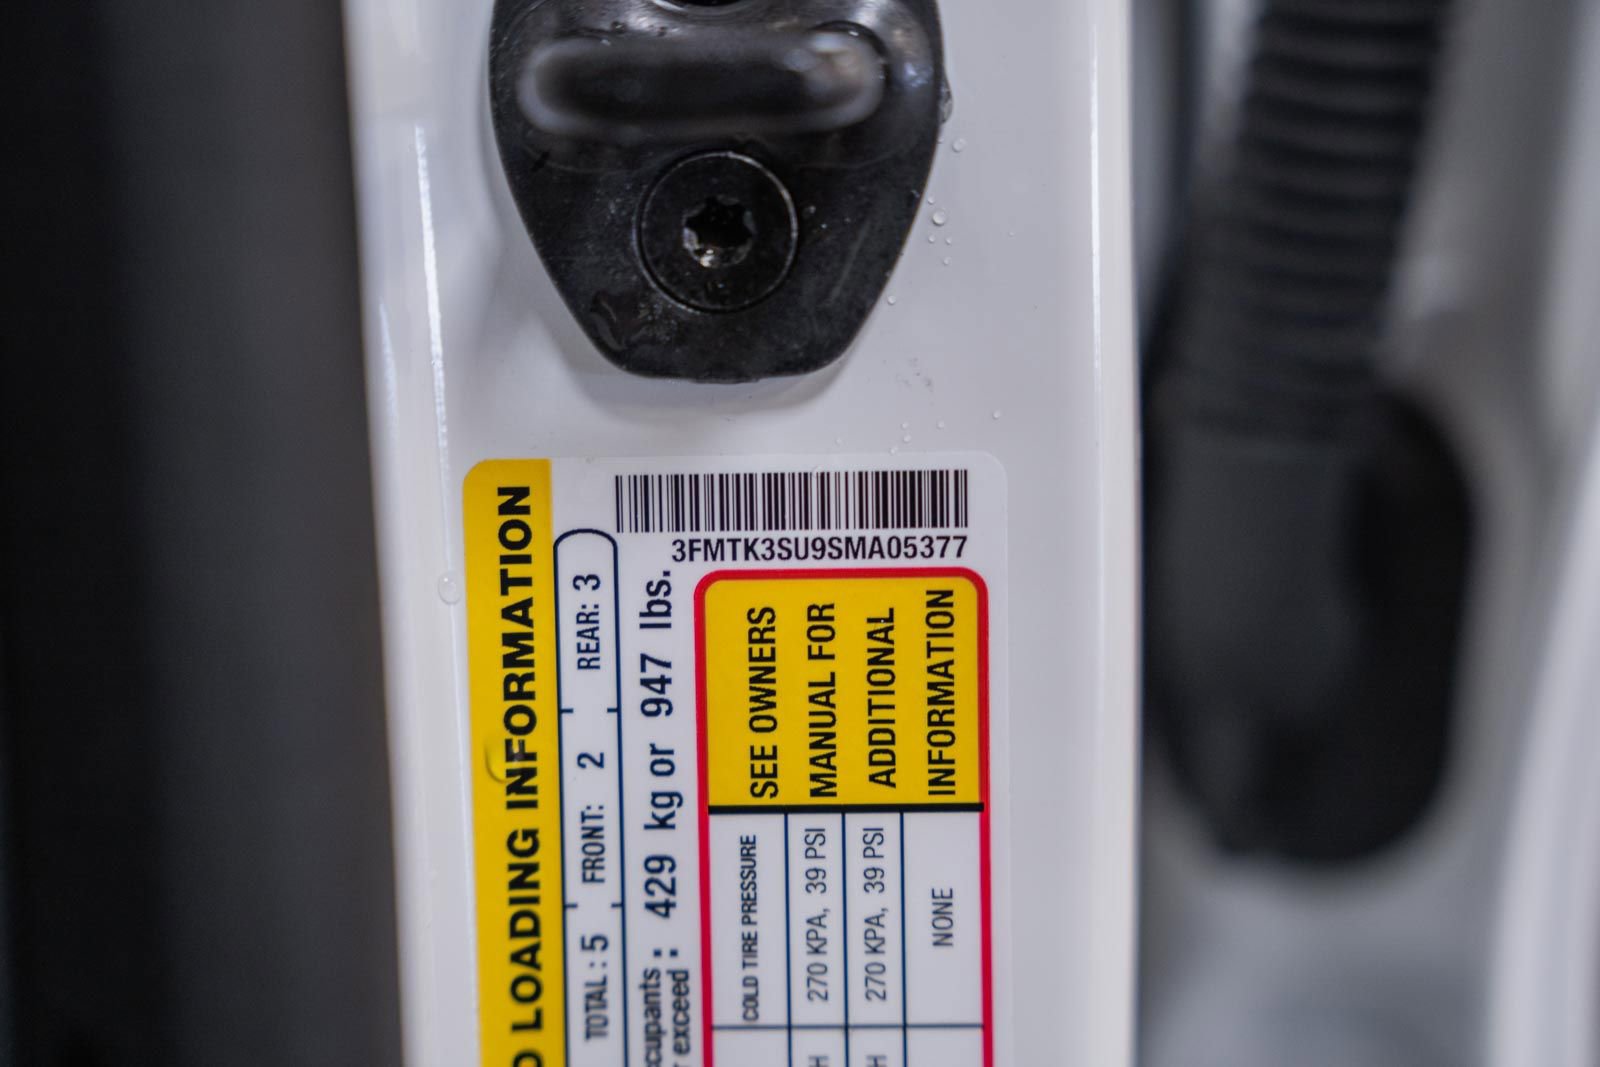 3FMTK3SU9SMA05377
LOADING INFORMATION
TOTAL: 5 FRONT: 2 REAR: 3
429 kg or 947 lbs.
exceed:
COLD TIRE PRESSURE
270 KPA, 39 PSI
270 KPA, 39 PSI
NONE
SEE OWNERS
MANUAL FOR
ADDITIONAL
INFORMATION